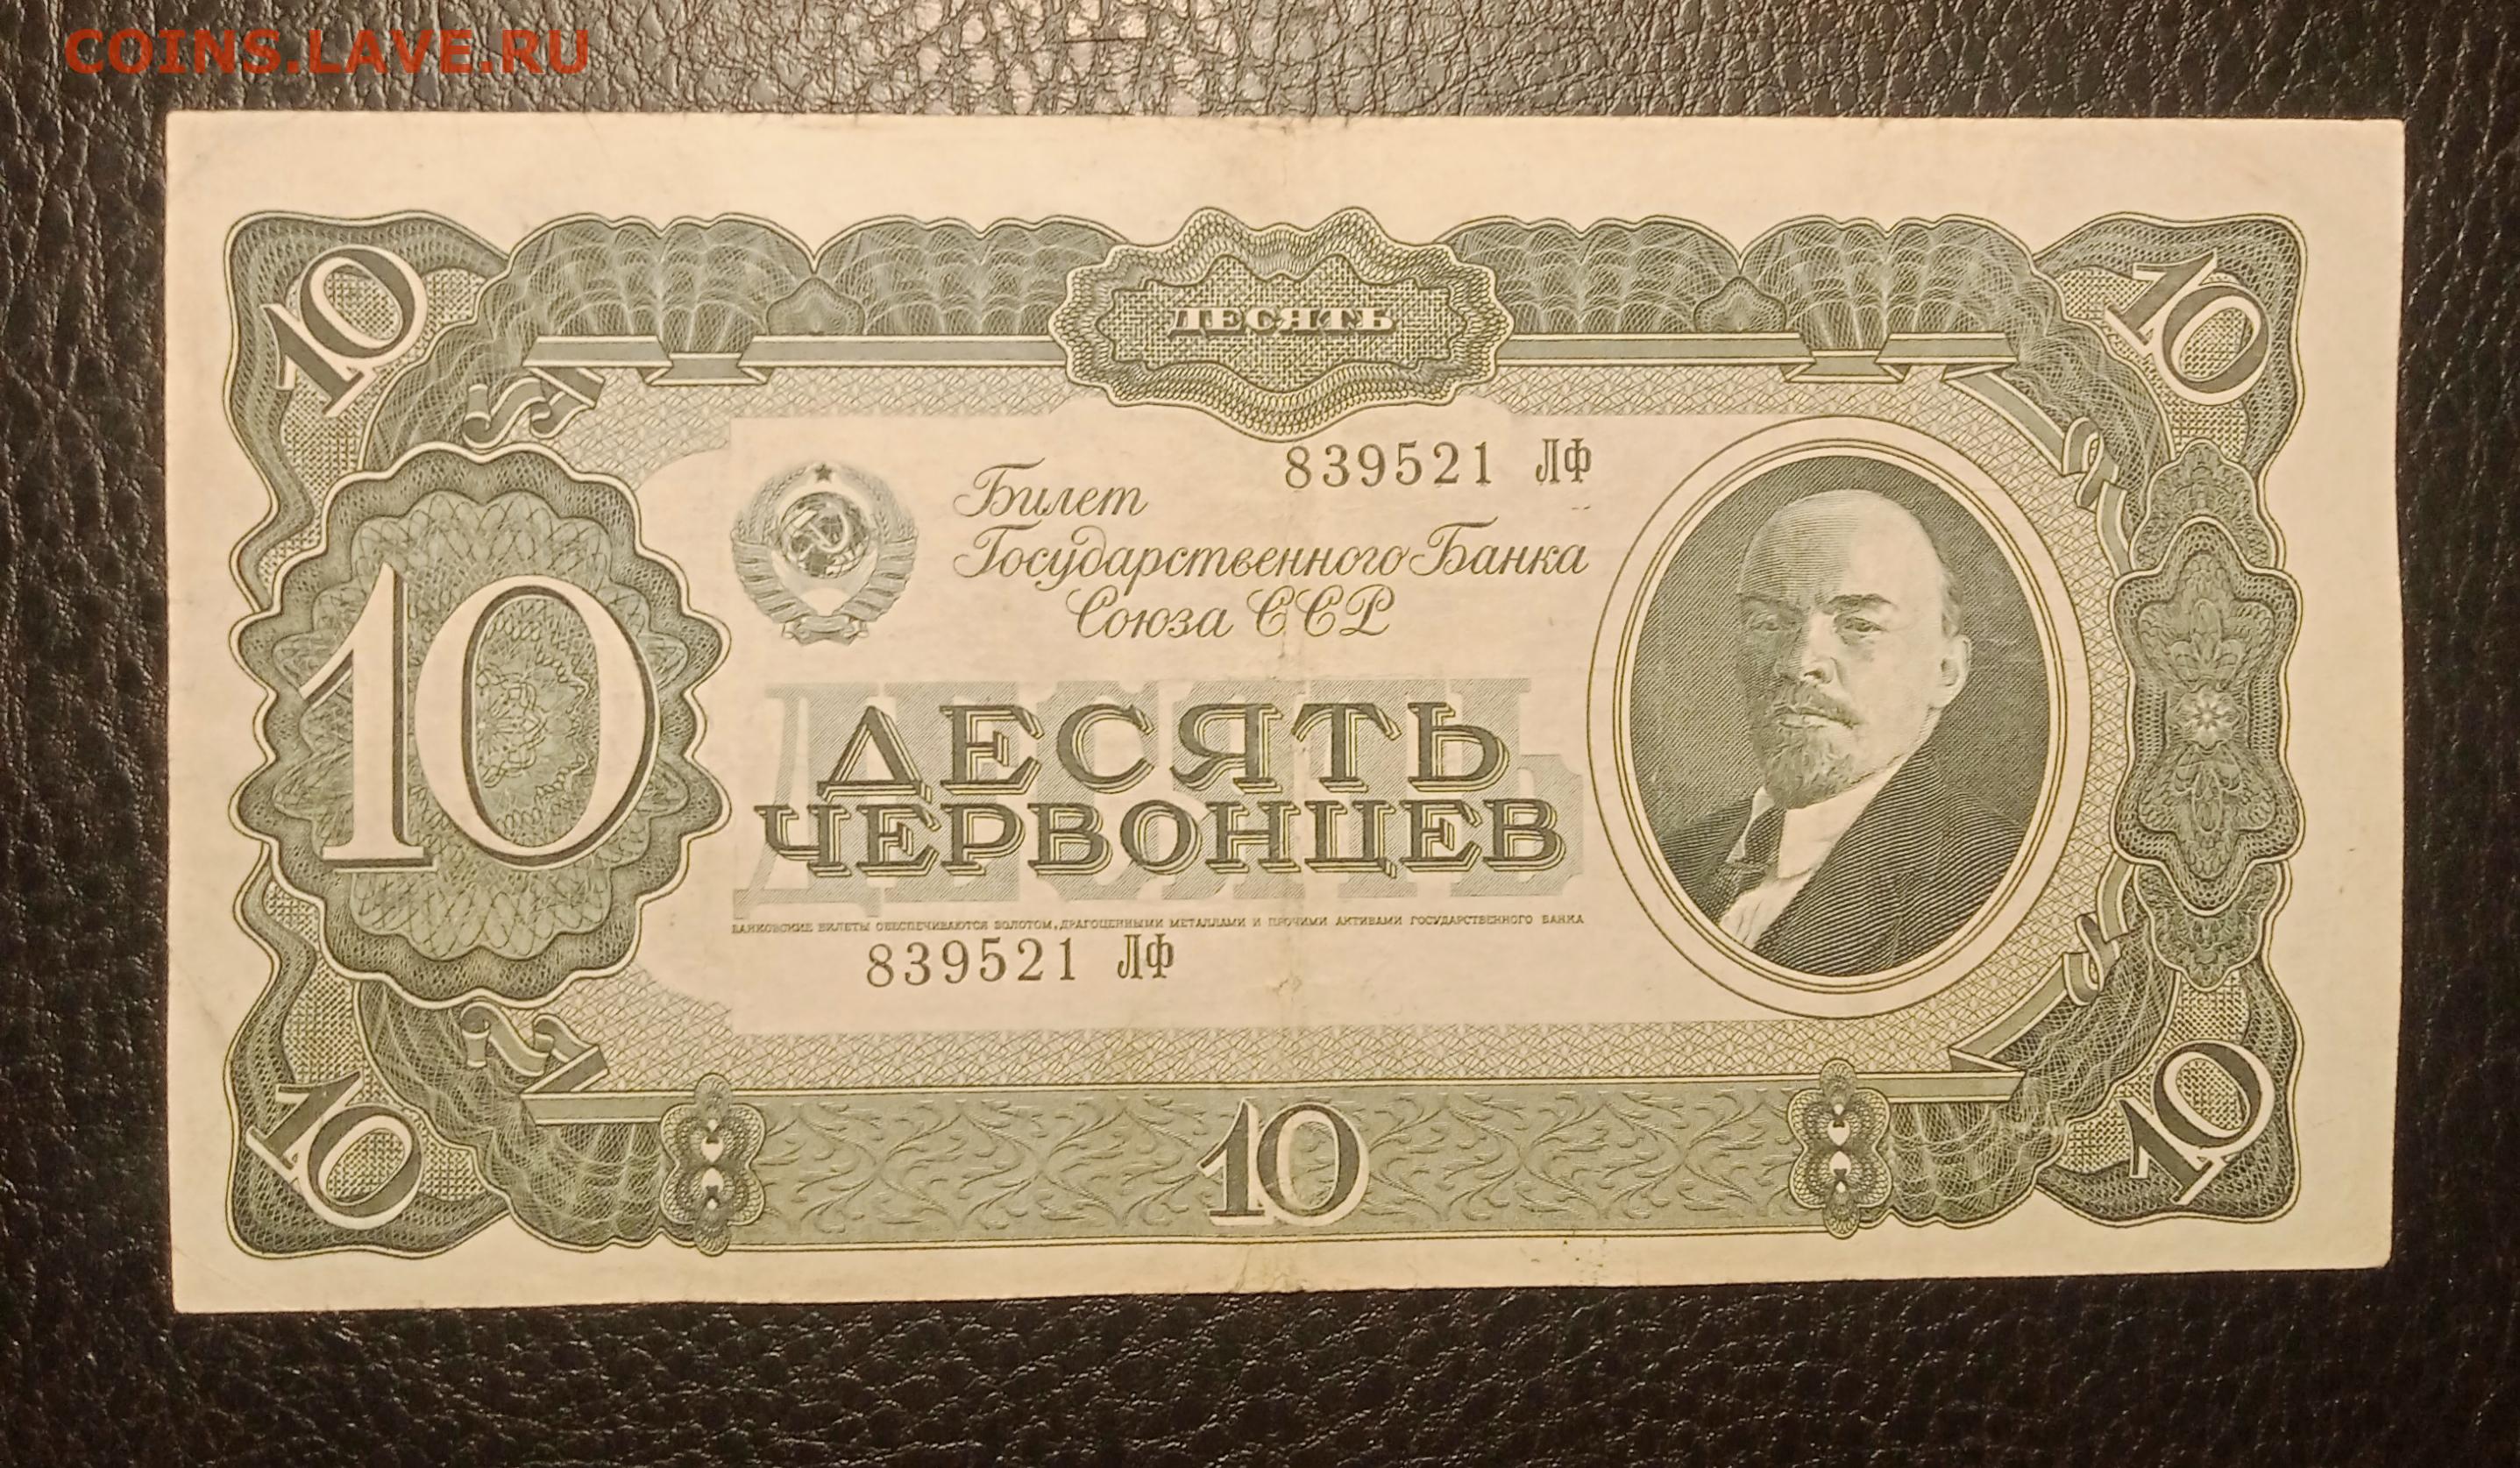 COINS.LAVE.RU
10
10
ДЕСЯТЬ
839521 ЛФ
Билет
Государственного Банка
Союза ССР
10
ДЕСЯТЬ
ДЕСЯТЬ
ЧЕРВОНЦЕВ
БАНКОВСКИЕ БИЛЕТЫ ОБЕСПЕЧИВАЮТСЯ ЗОЛОТОМ, ДРАГОЦЕННЫМИ МЕТАЛЛАМИ И ПРОЧИМИ АКТИВАМИ ГОСУДАРСТВЕННОГО БАНКА
839521 ЛФ
10
10
10